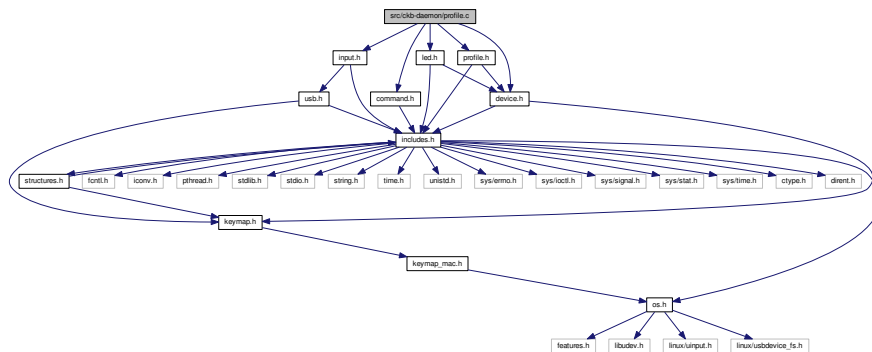 src/ckb-daemon/profile.c
input.h
led.h
profile.h
usb.h
command.h
device.h
includes.h
structures.h
fcntl.h
iconv.h
pthread.h
stdlib.h
stdio.h
string.h
time.h
unistd.h
sys/errno.h
sys/ioctl.h
sys/signal.h
sys/stat.h
sys/time.h
ctype.h
dirent.h
keymap.h
keymap_mac.h
os.h
features.h
libudev.h
linux/uinput.h
linux/usbdevice_fs.h